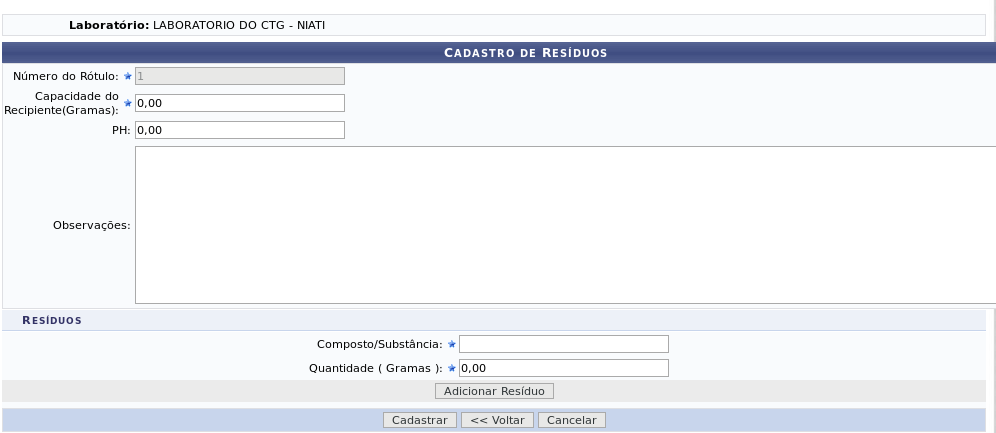 Laboratório: LABORATORIO DO CTG - NIATI
CADASTRO DE RESÍDUOS
Número do Rótulo: 1
Capacidade do
Recipiente(Gramas): 0,00
PH: 0,00
Observações:
RESÍDUOS
Composto/Substância:
Quantidade ( Gramas ): 0,00
Adicionar Resíduo
Cadastrar << Voltar Cancelar